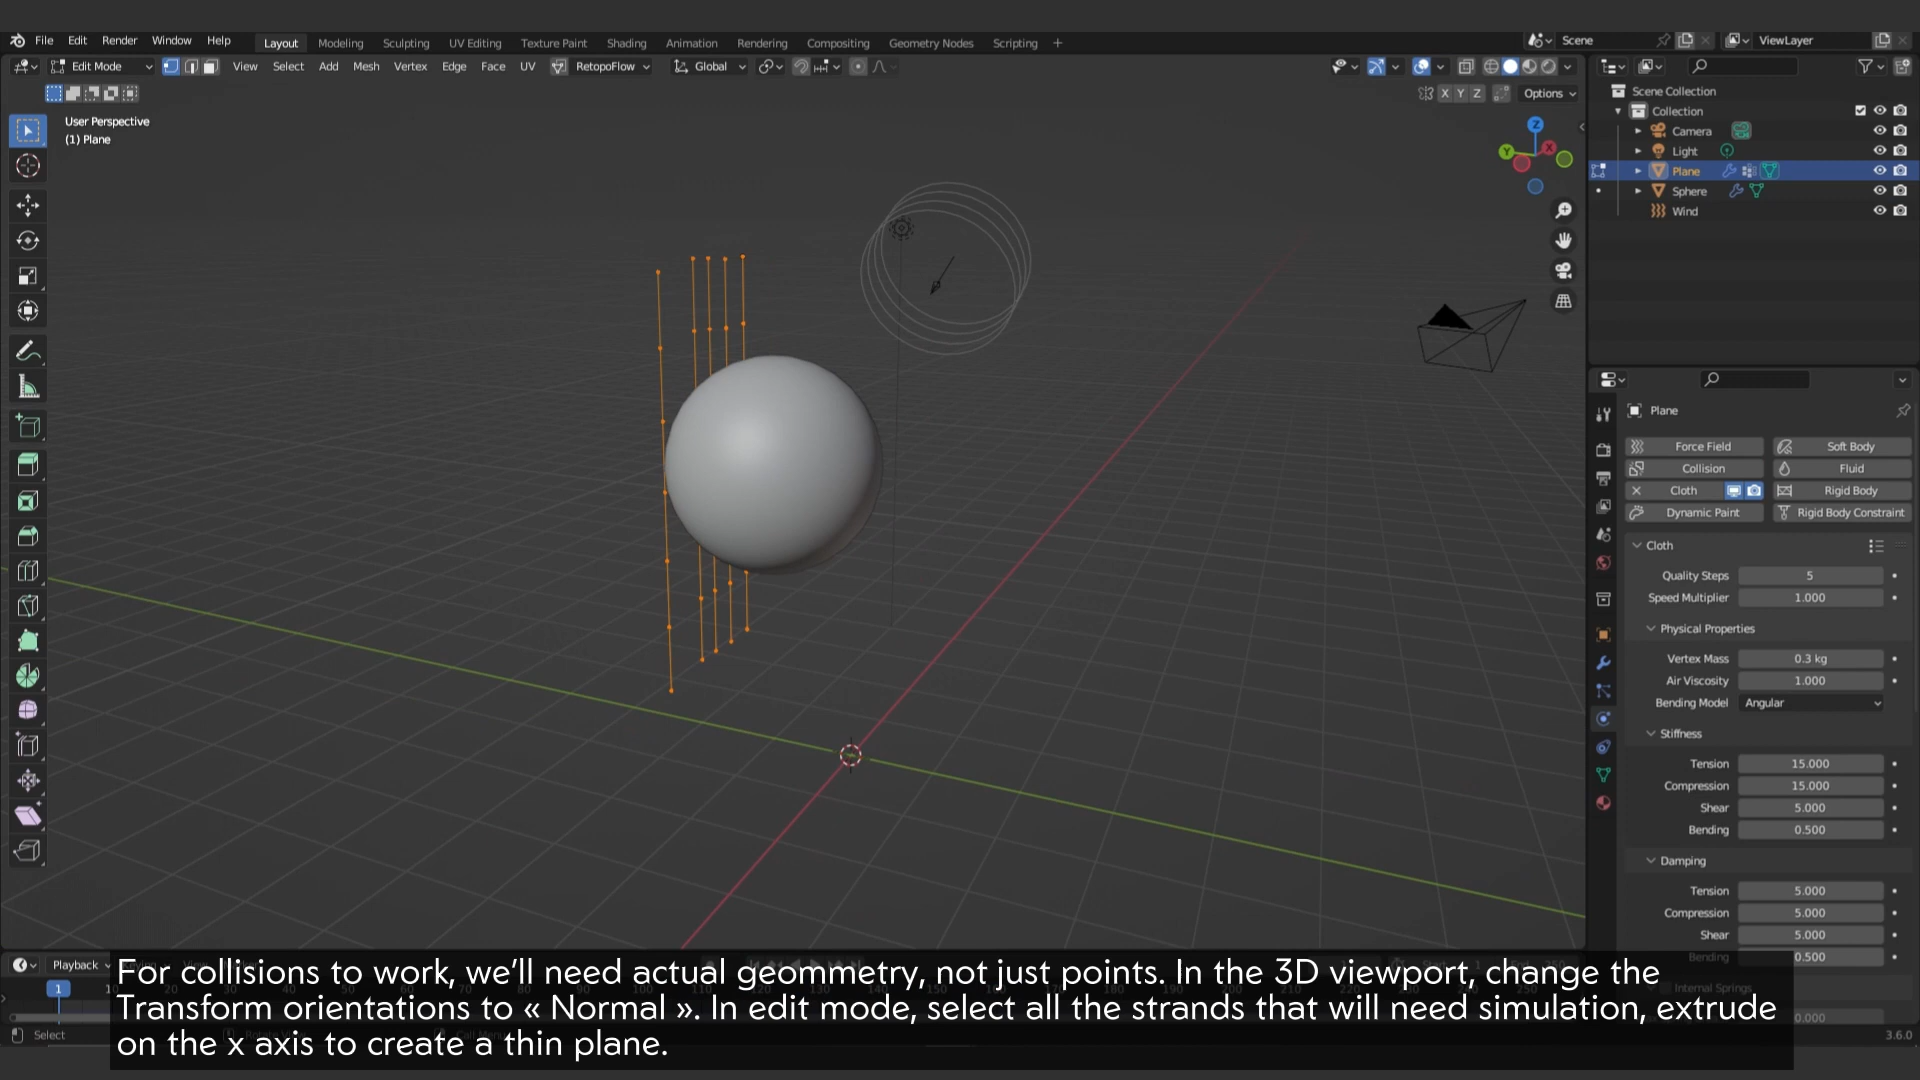 File Edit Render Window Help Layout Modeling Sculpting UV Editing Texture Paint Shading Animation Rendering Compositing Geometry Nodes Scripting + Scene ViewLayer
Edit Mode View Select Add Mesh Vertex Edge Face UV RetopoFlow Global
X Y Z Options
User Perspective
(1) Plane
Z
Y X
Scene Collection
Collection
Camera
Light
Plane
Sphere
Wind
Plane
Force Field Soft Body
Collision Fluid
Cloth Rigid Body
Dynamic Paint Rigid Body Constraint
Cloth
Quality Steps 5
Speed Multiplier 1.000
Physical Properties
Vertex Mass 0.3 kg
Air Viscosity 1.000
Bending Model Angular
Stiffness
Tension 15.000
Compression 15.000
Shear 5.000
Bending 0.500
Damping
Tension 5.000
Compression 5.000
Shear 5.000
Bending 0.500
Internal Springs
0.000
Playback
1
Select
3.6.0
For collisions to work, we'll need actual geommetry, not just points. In the 3D viewport, change the
Transform orientations to « Normal ». In edit mode, select all the strands that will need simulation, extrude
on the x axis to create a thin plane.